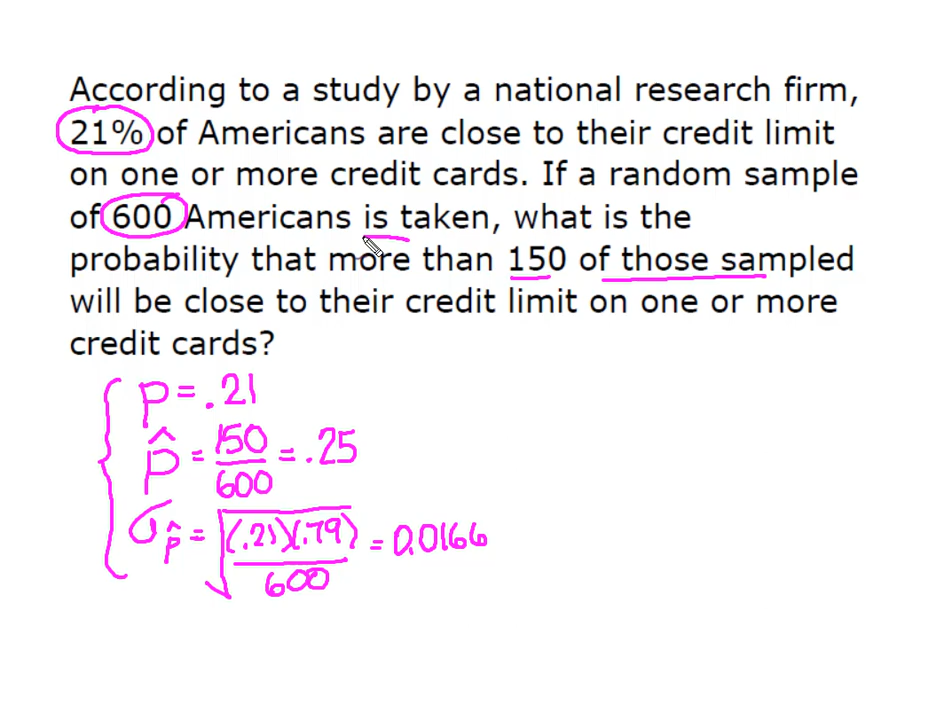 According to a study by a national research firm,
21% of Americans are close to their credit limit
on one or more credit cards. If a random sample
of 600 Americans is taken, what is the
probability that more than 150 of those sampled
will be close to their credit limit on one or more
credit cards?
p = .21
p̂ = 150/600 = .25
σp̂ = √((.21)(.79)/600) = 0.0166